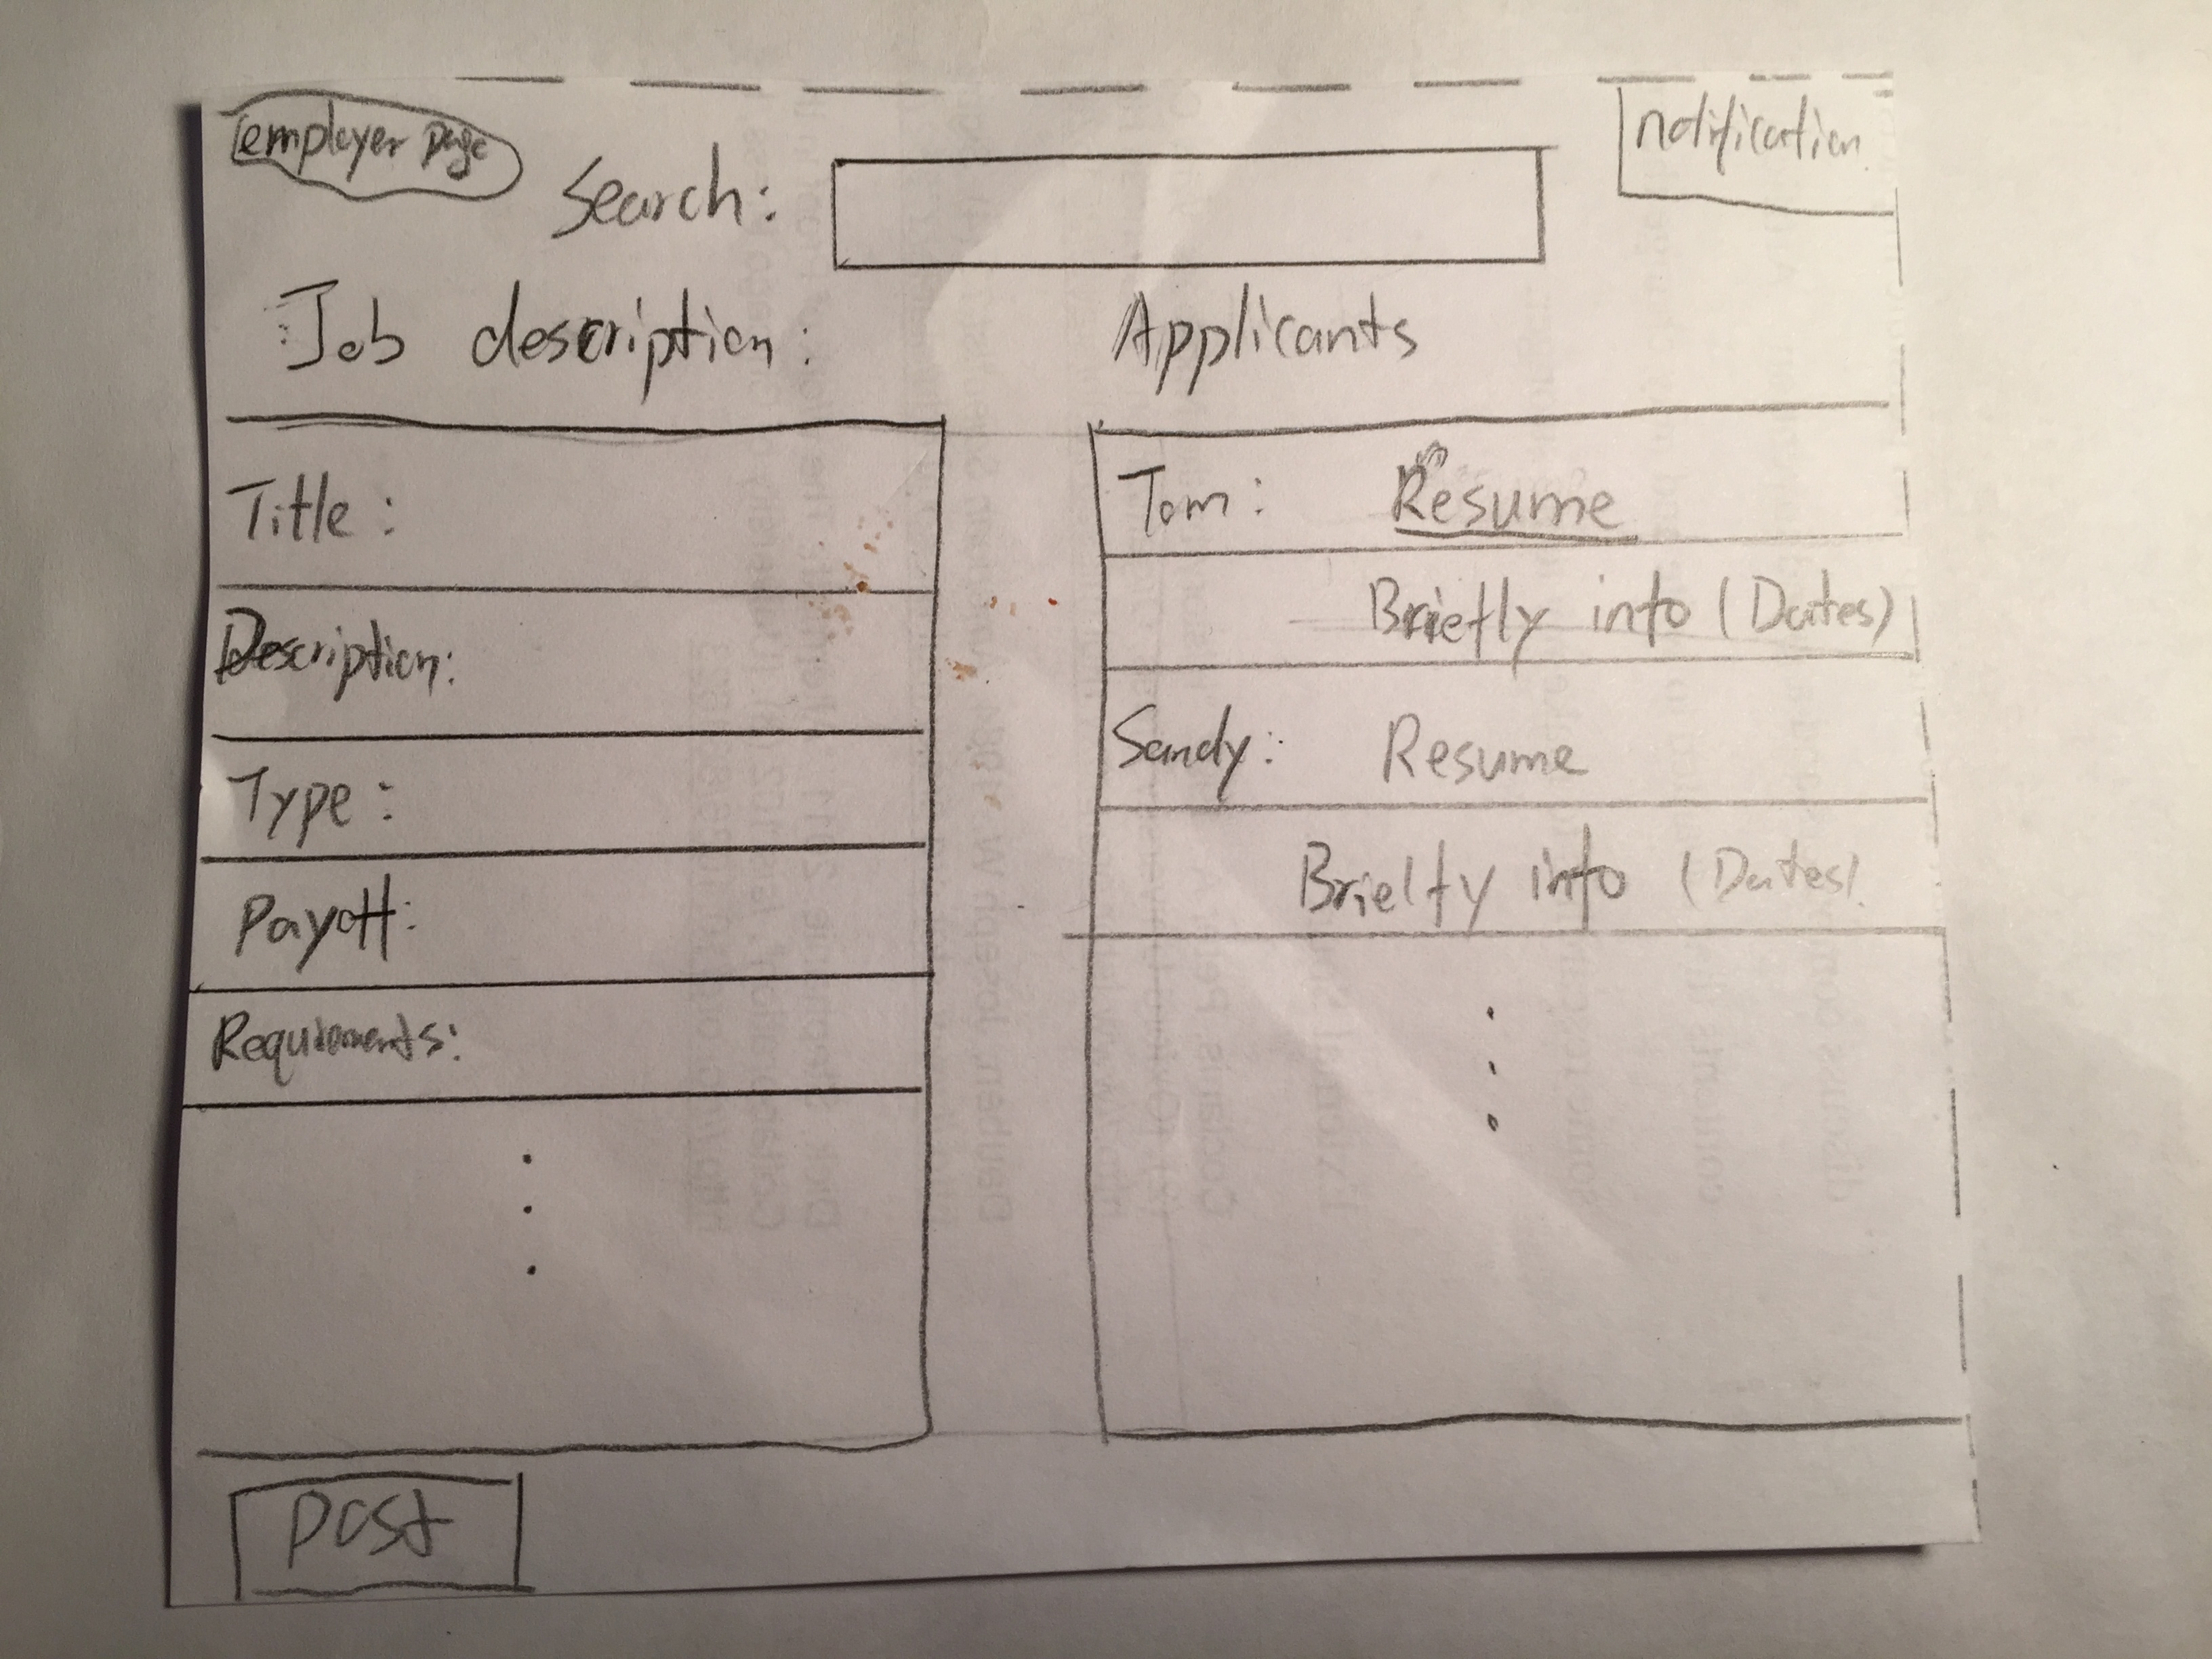 employer page
Search:
notification
Job description:
Applicants
Title:
Description:
Type:
Payoff:
Requirements:
Post
Tom: Resume
Briefly info (Dates)
Sandy: Resume
Brielfy info (Dates)